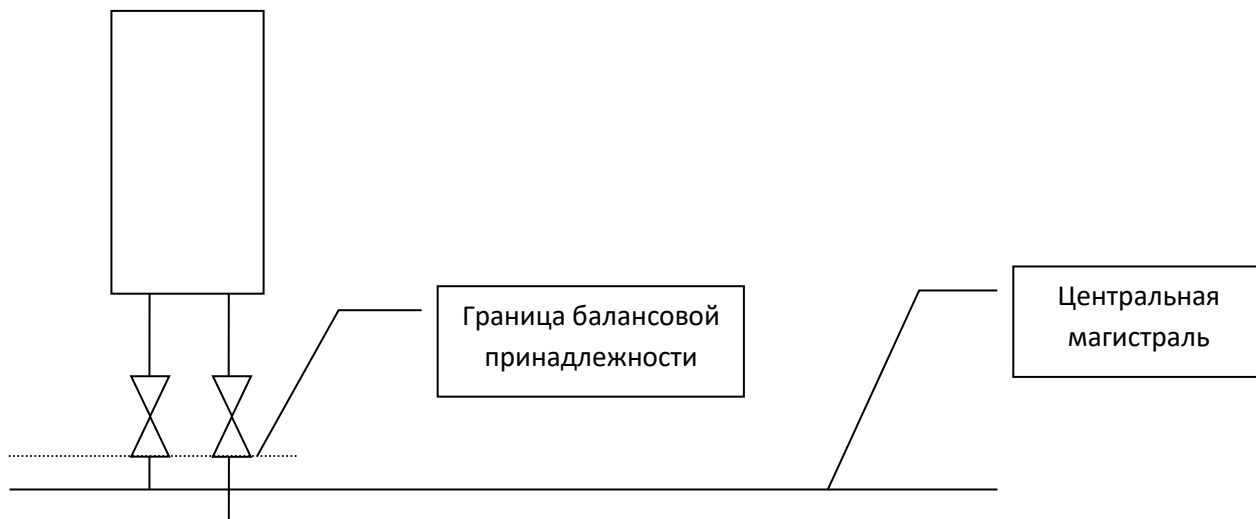 Граница балансовой
принадлежности
Центральная
магистраль